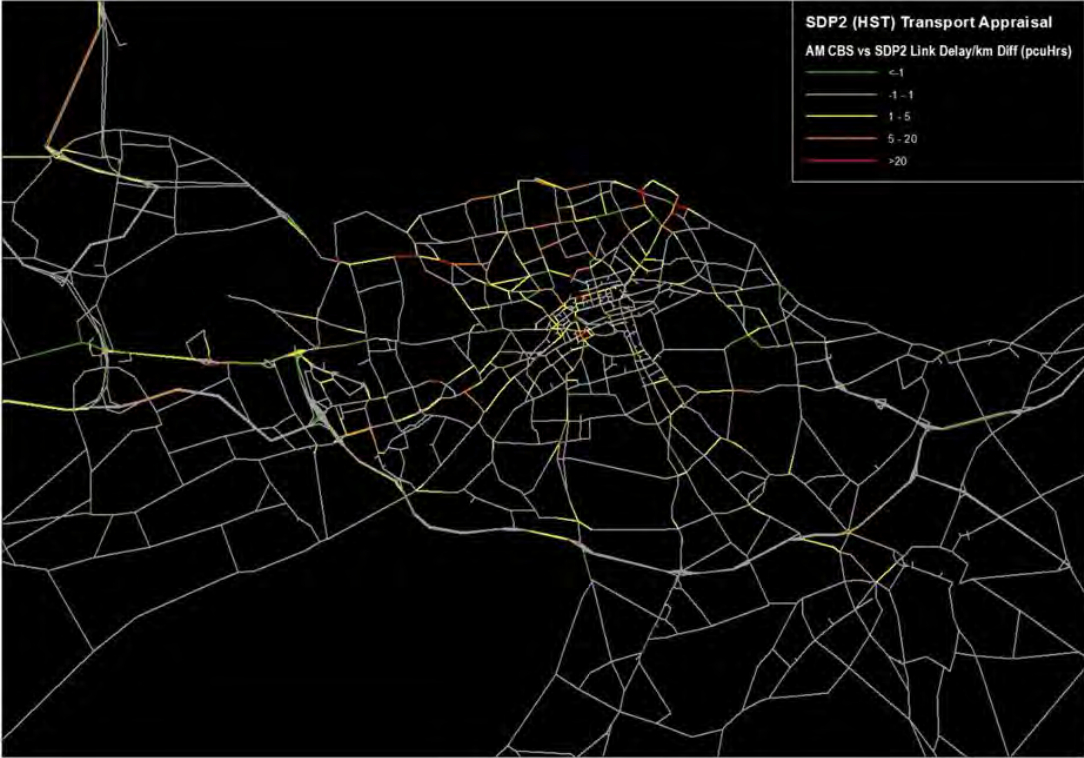 SDP2 (HST) Transport Appraisal
AM CBS vs SDP2 Link Delay/km Diff (pcuHrs)
<-1
-1 - 1
1 - 5
5 - 20
>20